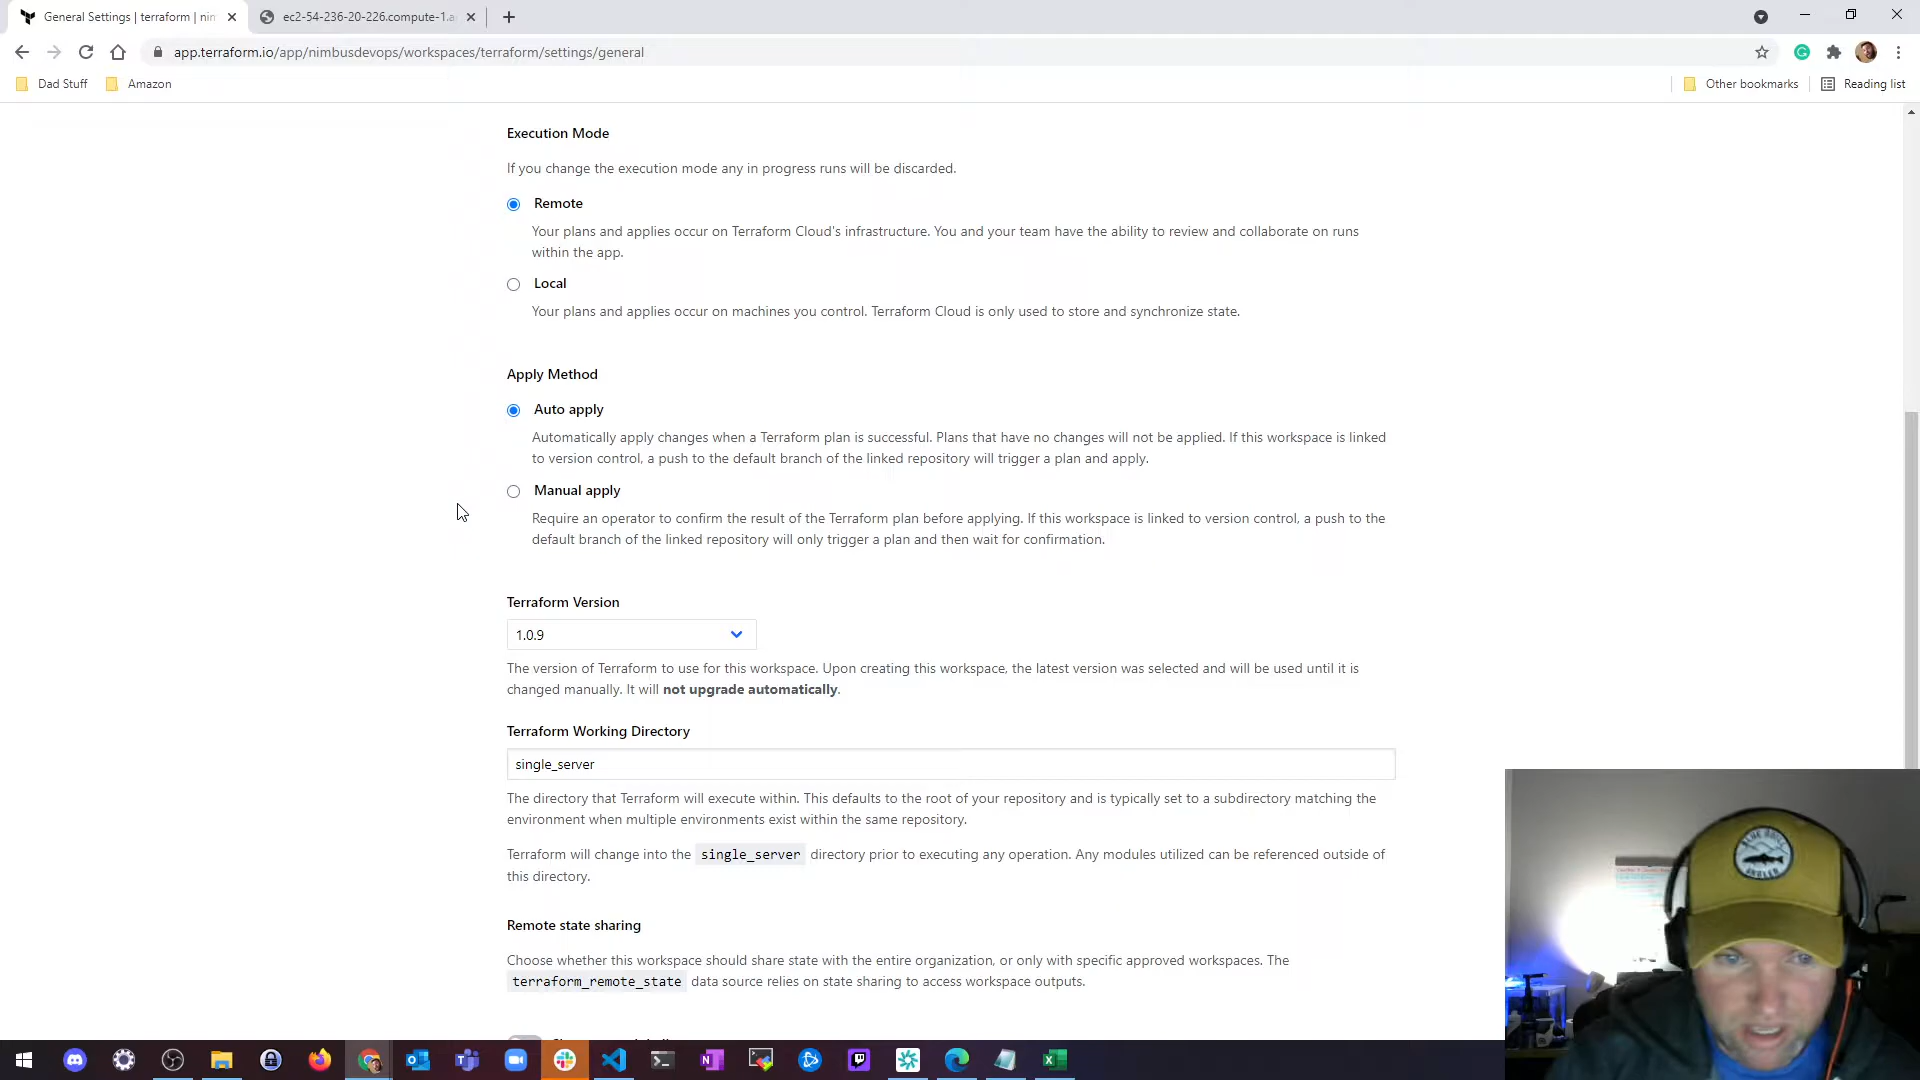 General Settings | terraform | nim
ec2-54-236-20-226.compute-1.a
app.terraform.io/app/nimbusdevops/workspaces/terraform/settings/general
Dad Stuff
Amazon
Other bookmarks
Reading list
Execution Mode
If you change the execution mode any in progress runs will be discarded.
Remote
Your plans and applies occur on Terraform Cloud's infrastructure. You and your team have the ability to review and collaborate on runs
within the app.
Local
Your plans and applies occur on machines you control. Terraform Cloud is only used to store and synchronize state.
Apply Method
Auto apply
Automatically apply changes when a Terraform plan is successful. Plans that have no changes will not be applied. If this workspace is linked
to version control, a push to the default branch of the linked repository will trigger a plan and apply.
Manual apply
Require an operator to confirm the result of the Terraform plan before applying. If this workspace is linked to version control, a push to the
default branch of the linked repository will only trigger a plan and then wait for confirmation.
Terraform Version
1.0.9
The version of Terraform to use for this workspace. Upon creating this workspace, the latest version was selected and will be used until it is
changed manually. It will not upgrade automatically.
Terraform Working Directory
single_server
The directory that Terraform will execute within. This defaults to the root of your repository and is typically set to a subdirectory matching the
environment when multiple environments exist within the same repository.
Terraform will change into the single_server directory prior to executing any operation. Any modules utilized can be referenced outside of
this directory.
Remote state sharing
Choose whether this workspace should share state with the entire organization, or only with specific approved workspaces. The
terraform_remote_state data source relies on state sharing to access workspace outputs.